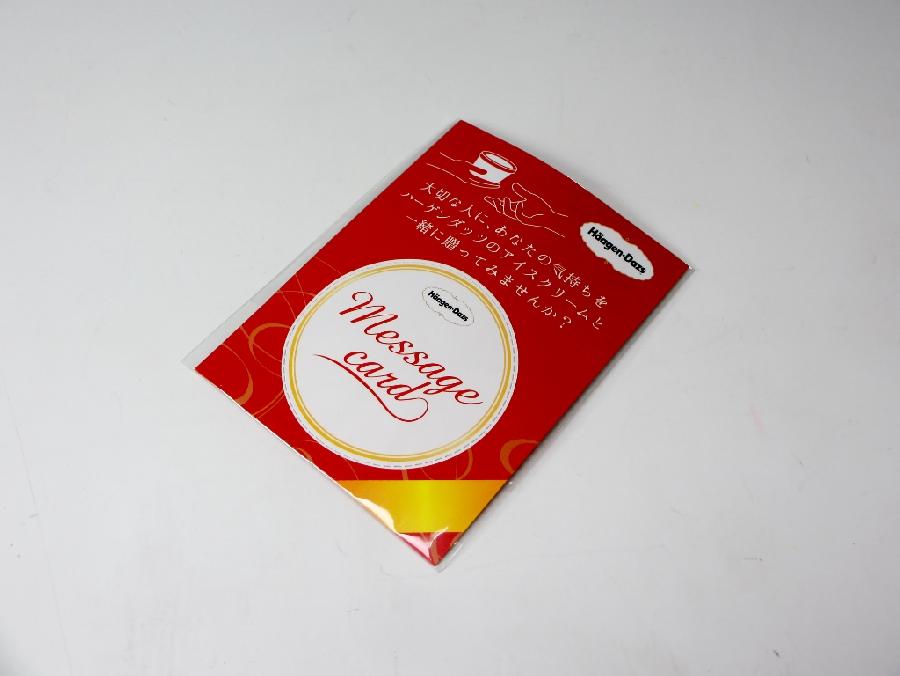 大切な人に、あなたの気持ちを
ハーゲンダッツのアイスクリームと
一緒に贈ってみませんか?
Häagen-Dazs
Häagen-Dazs
Message
card